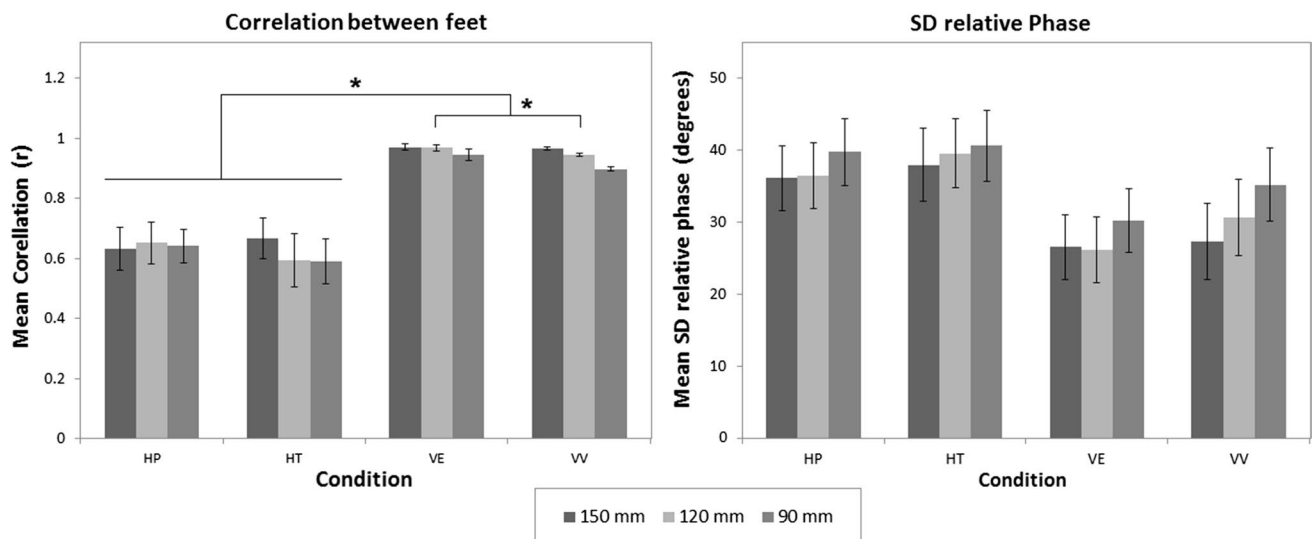 Correlation between feet
Mean Corellation (r)
1.2
1
0.8
0.6
0.4
0.2
0
*
*
HP HT VE VV
Condition
SD relative Phase
Mean SD relative phase (degrees)
50
40
30
20
10
0
HP HT VE VV
Condition
150 mm 120 mm 90 mm